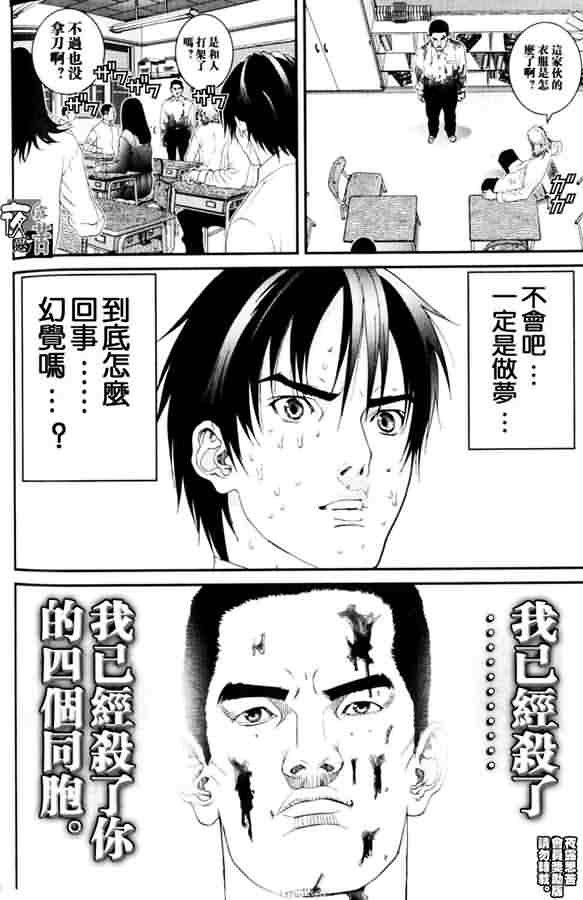 這家伙的
衣服是怎
麼了啊？
ガ
ガ
是和人
打架了
嗎？
不過也没
拿刀啊？
ザワ
ザワ
ザワ
不會吧…
一定是做夢…
到底怎麼
回事……
幻覺嗎…？
我已經殺了
…………
我已經殺了你
的四個同胞。